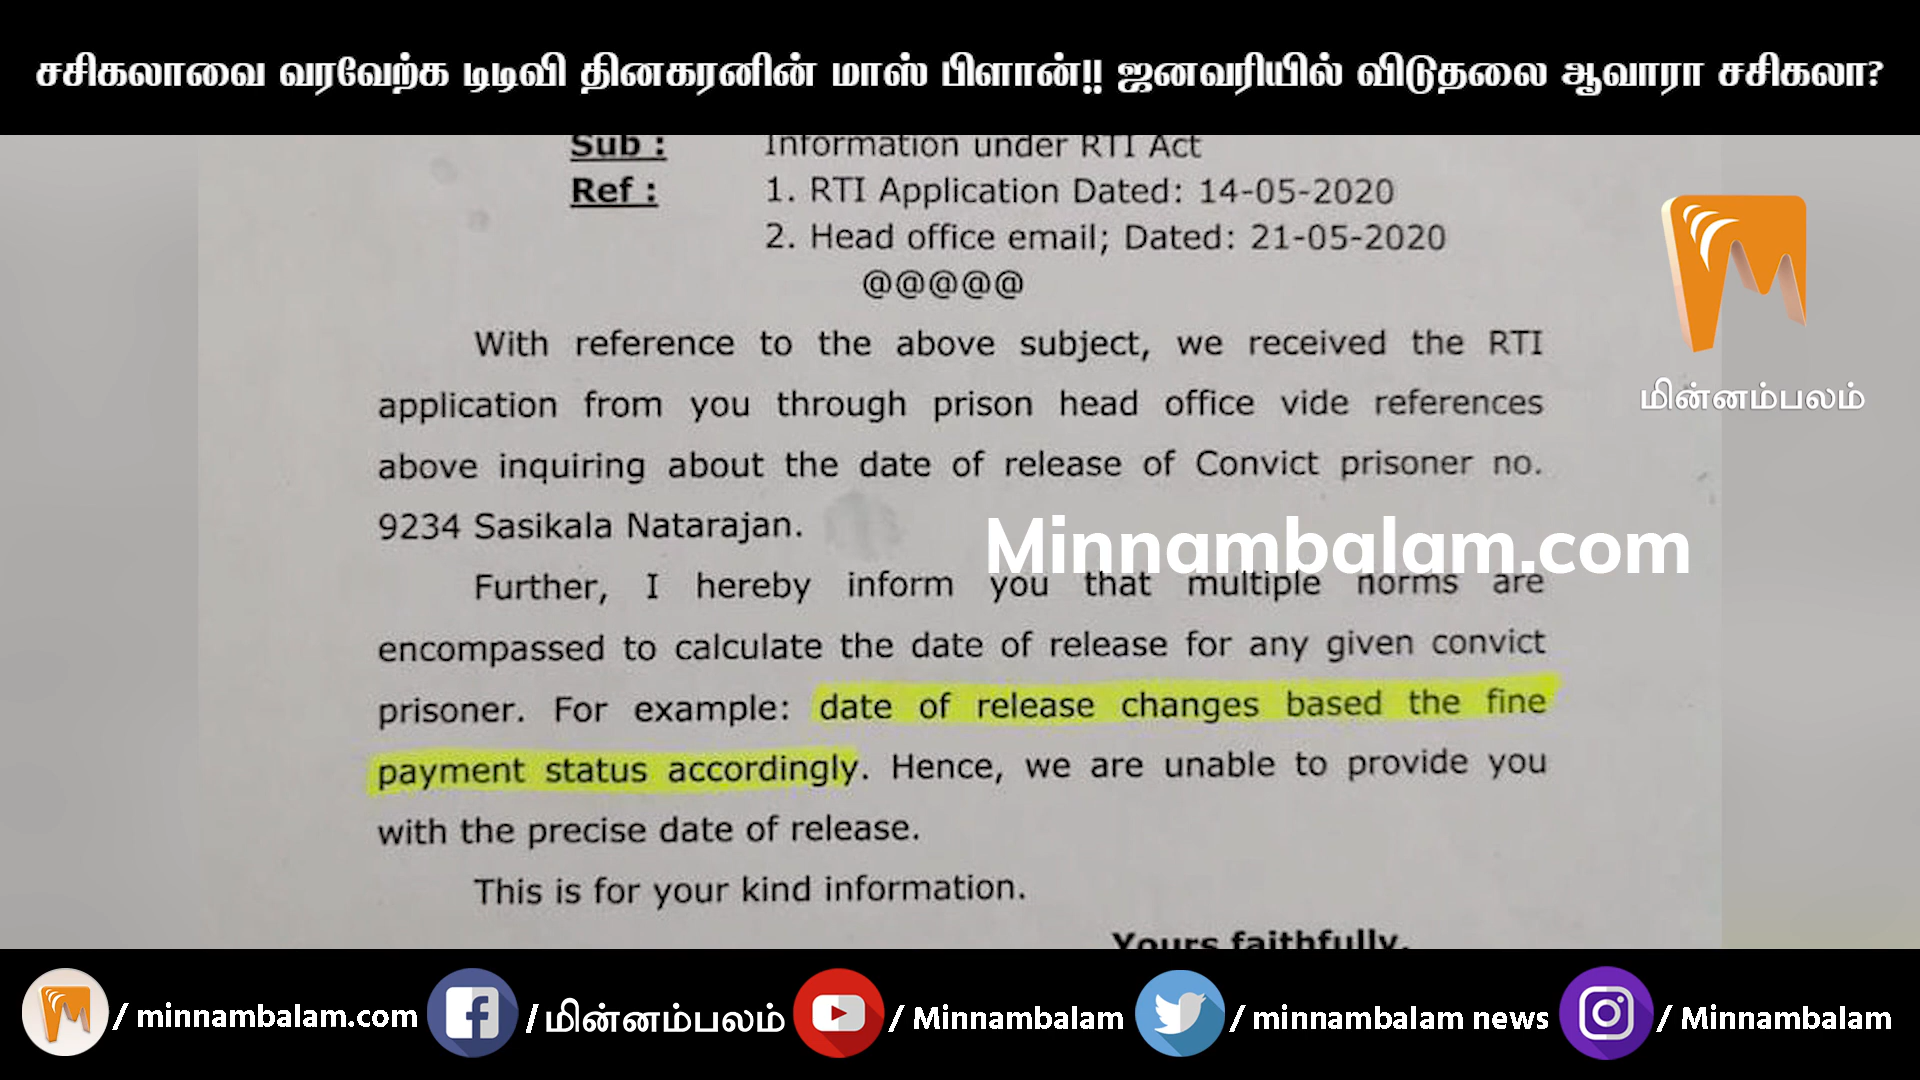 சசிகலாவை வரவேற்க டிடிவி தினகரனின் மாஸ் பிளான்!! ஜனவரியில் விடுதலை ஆவாரா சசிகலா?
Sub : Information under RTI Act
Ref : 1. RTI Application Dated: 14-05-2020
2. Head office email; Dated: 21-05-2020
@@@@@
With reference to the above subject, we received the RTI
application from you through prison head office vide references
above inquiring about the date of release of Convict prisoner no.
9234 Sasikala Natarajan.
Further, I hereby inform you that multiple norms are
encompassed to calculate the date of release for any given convict
prisoner. For example: date of release changes based the fine
payment status accordingly. Hence, we are unable to provide you
with the precise date of release.
This is for your kind information.
Yours faithfully,
மின்னம்பலம்
Minnambalam.com
/ minnambalam.com / மின்னம்பலம் / Minnambalam / minnambalam news / Minnambalam